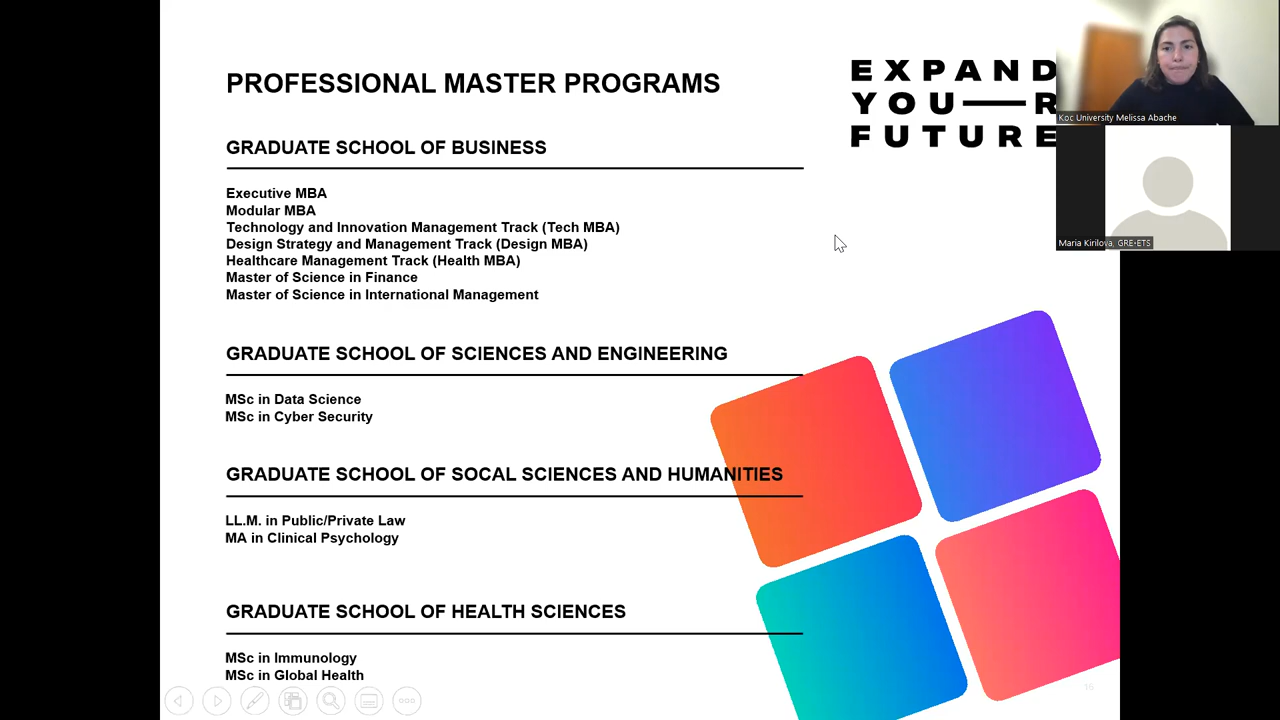 PROFESSIONAL MASTER PROGRAMS
EXPAND
YOU—R
FUTURE
Koc University Melissa Abache
Maria Kirilova, GRE-ETS
GRADUATE SCHOOL OF BUSINESS
Executive MBA
Modular MBA
Technology and Innovation Management Track (Tech MBA)
Design Strategy and Management Track (Design MBA)
Healthcare Management Track (Health MBA)
Master of Science in Finance
Master of Science in International Management
GRADUATE SCHOOL OF SCIENCES AND ENGINEERING
MSc in Data Science
MSc in Cyber Security
GRADUATE SCHOOL OF SOCAL SCIENCES AND HUMANITIES
LL.M. in Public/Private Law
MA in Clinical Psychology
GRADUATE SCHOOL OF HEALTH SCIENCES
MSc in Immunology
MSc in Global Health